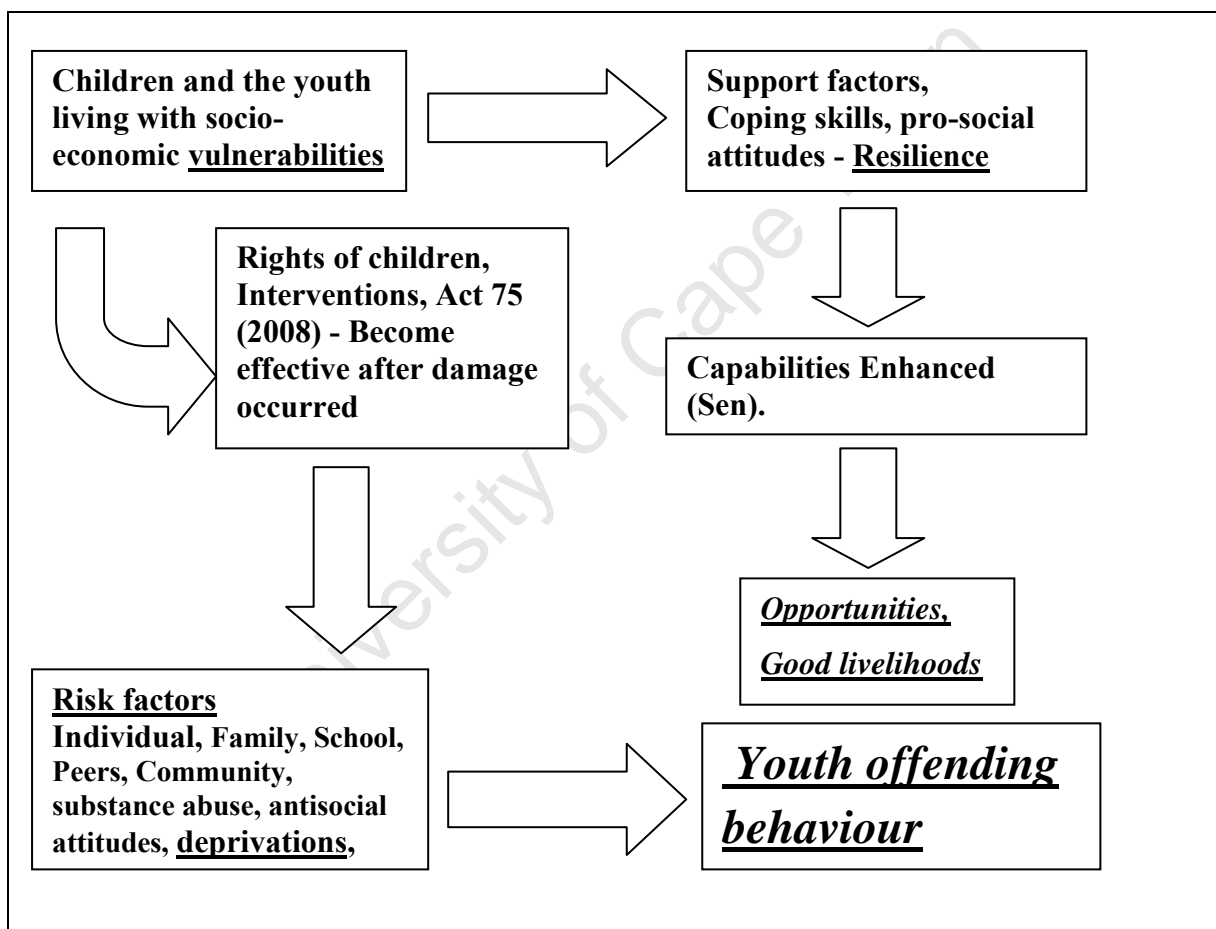 Children and the youth
living with socio-
economic vulnerabilities
Support factors,
Coping skills, pro-social
attitudes - Resilience
Rights of children,
Interventions, Act 75
(2008) - Become
effective after damage
occurred
Capabilities Enhanced
(Sen).
Opportunities,
Good livelihoods
Risk factors
Individual, Family, School,
Peers, Community,
substance abuse, antisocial
attitudes, deprivations,
Youth offending
behaviour
of Cape